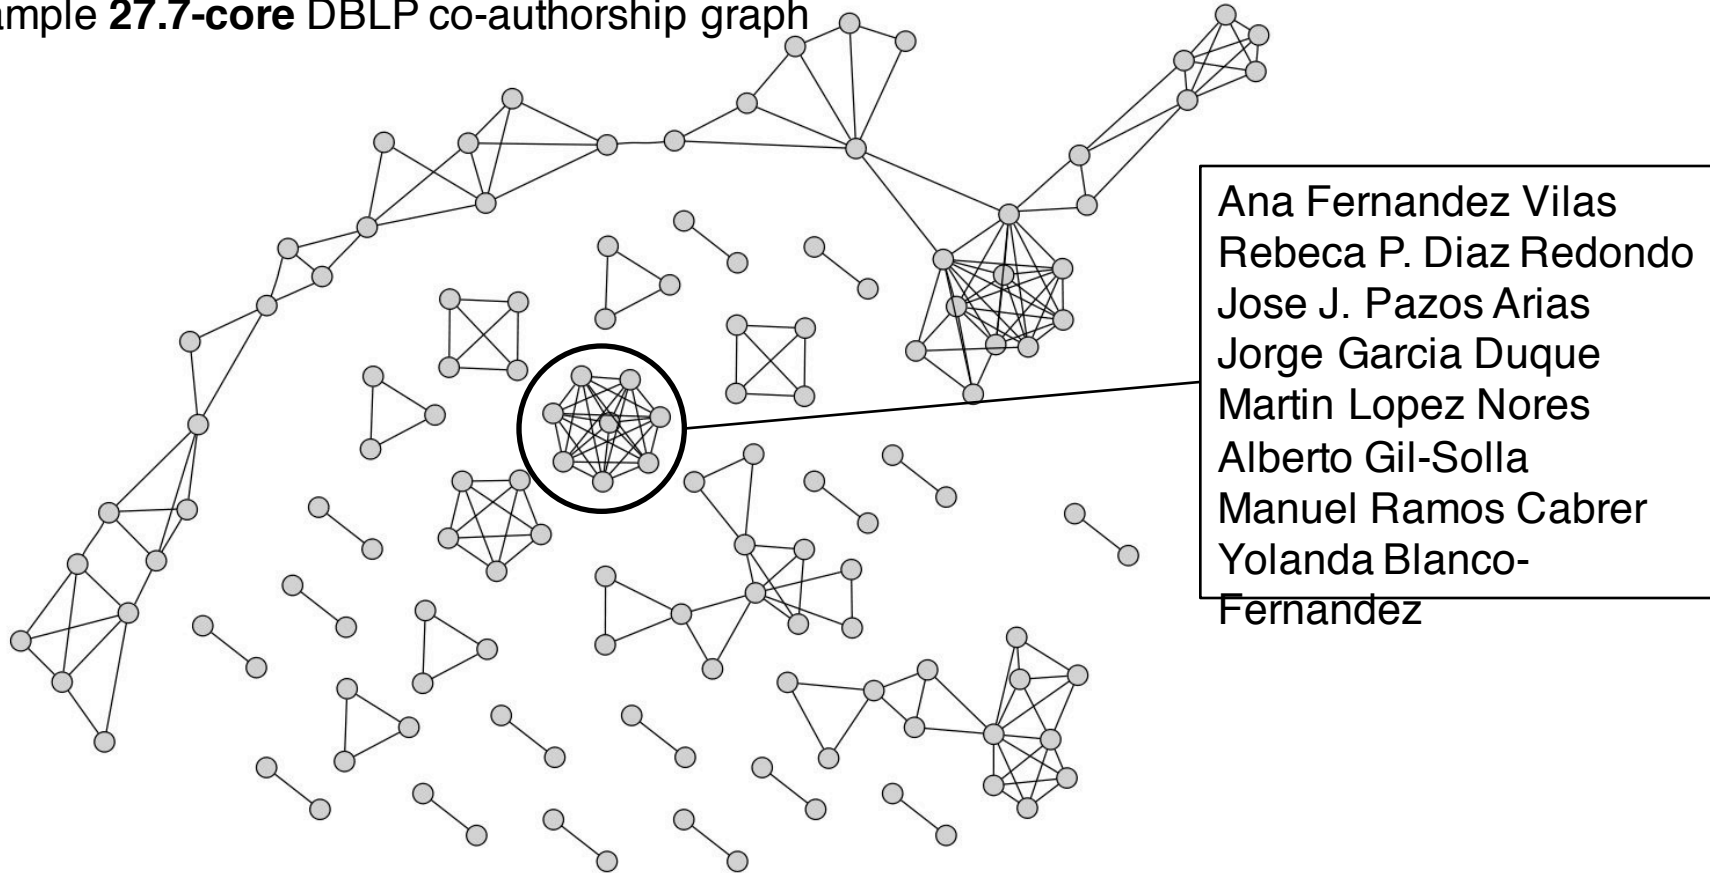 ample 27.7-core DBLP co-authorship graph
Ana Fernandez Vilas
Rebeca P. Diaz Redondo
Jose J. Pazos Arias
Jorge Garcia Duque
Martin Lopez Nores
Alberto Gil-Solla
Manuel Ramos Cabrer
Yolanda Blanco-
Fernandez